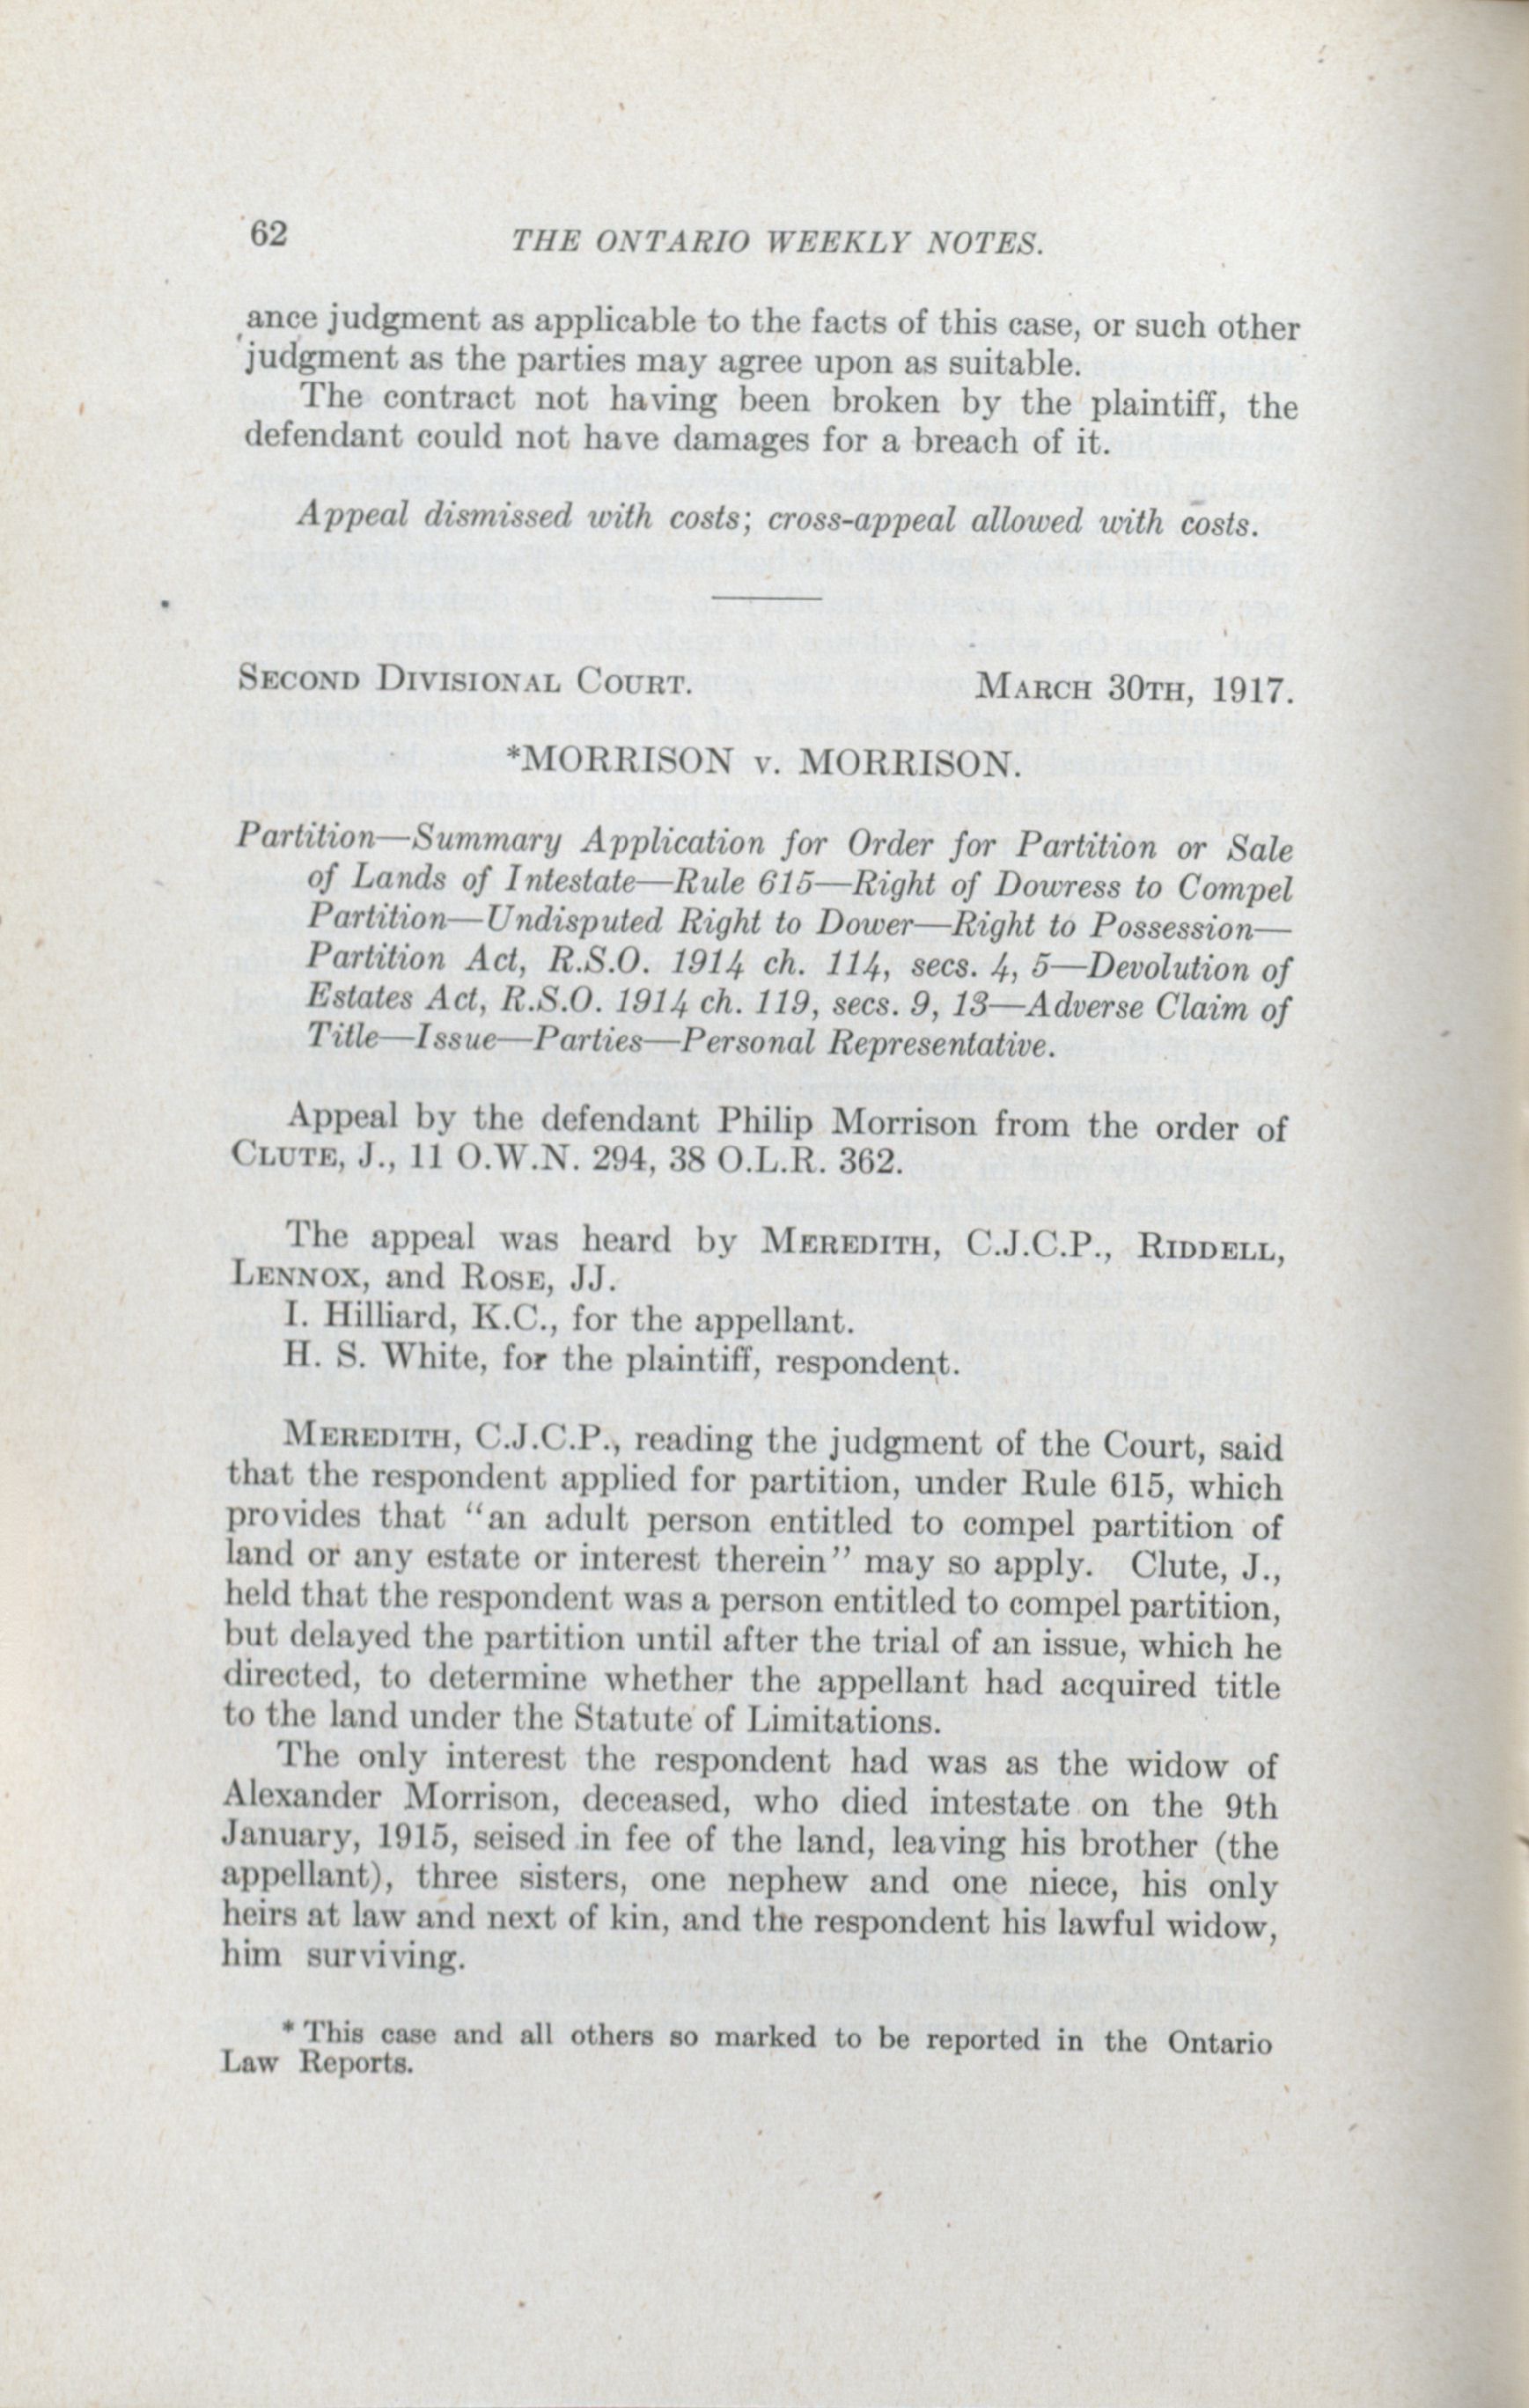 62
THE ONTARIO WEEKLY NOTES.
ance judgment as applicable to the facts of this case, or such other
judgment as the parties may agree upon as suitable.
The contract not having been broken by the plaintiff, the
defendant could not have damages for a breach of it.
Appeal dismissed with costs; cross-appeal allowed with costs.
SECOND DIVISIONAL COURT. MARCH 30TH, 1917.
*MORRISON v. MORRISON.
Partition—Summary Application for Order for Partition or Sale
of Lands of Intestate—Rule 615—Right of Dowress to Compel
Partition—Undisputed Right to Dower—Right to Possession—
Partition Act, R.S.O. 1914 ch. 114, secs. 4, 5—Devolution of
Estates Act, R.S.O. 1914 ch. 119, secs. 9, 13—Adverse Claim of
Title—Issue—Parties—Personal Representative.
Appeal by the defendant Philip Morrison from the order of
CLUTE, J., 11 O.W.N. 294, 38 O.L.R. 362.
The appeal was heard by MEREDITH, C.J.C.P., RIDDELL,
LENNOX, and ROSE, JJ.
I. Hilliard, K.C., for the appellant.
H. S. White, for the plaintiff, respondent.
MEREDITH, C.J.C.P., reading the judgment of the Court, said
that the respondent applied for partition, under Rule 615, which
provides that "an adult person entitled to compel partition of
land or any estate or interest therein" may so apply. Clute, J.,
held that the respondent was a person entitled to compel partition,
but delayed the partition until after the trial of an issue, which he
directed, to determine whether the appellant had acquired title
to the land under the Statute of Limitations.
The only interest the respondent had was as the widow of
Alexander Morrison, deceased, who died intestate on the 9th
January, 1915, seised in fee of the land, leaving his brother (the
appellant), three sisters, one nephew and one niece, his only
heirs at law and next of kin, and the respondent his lawful widow,
him surviving.
* This case and all others so marked to be reported in the Ontario
Law Reports.